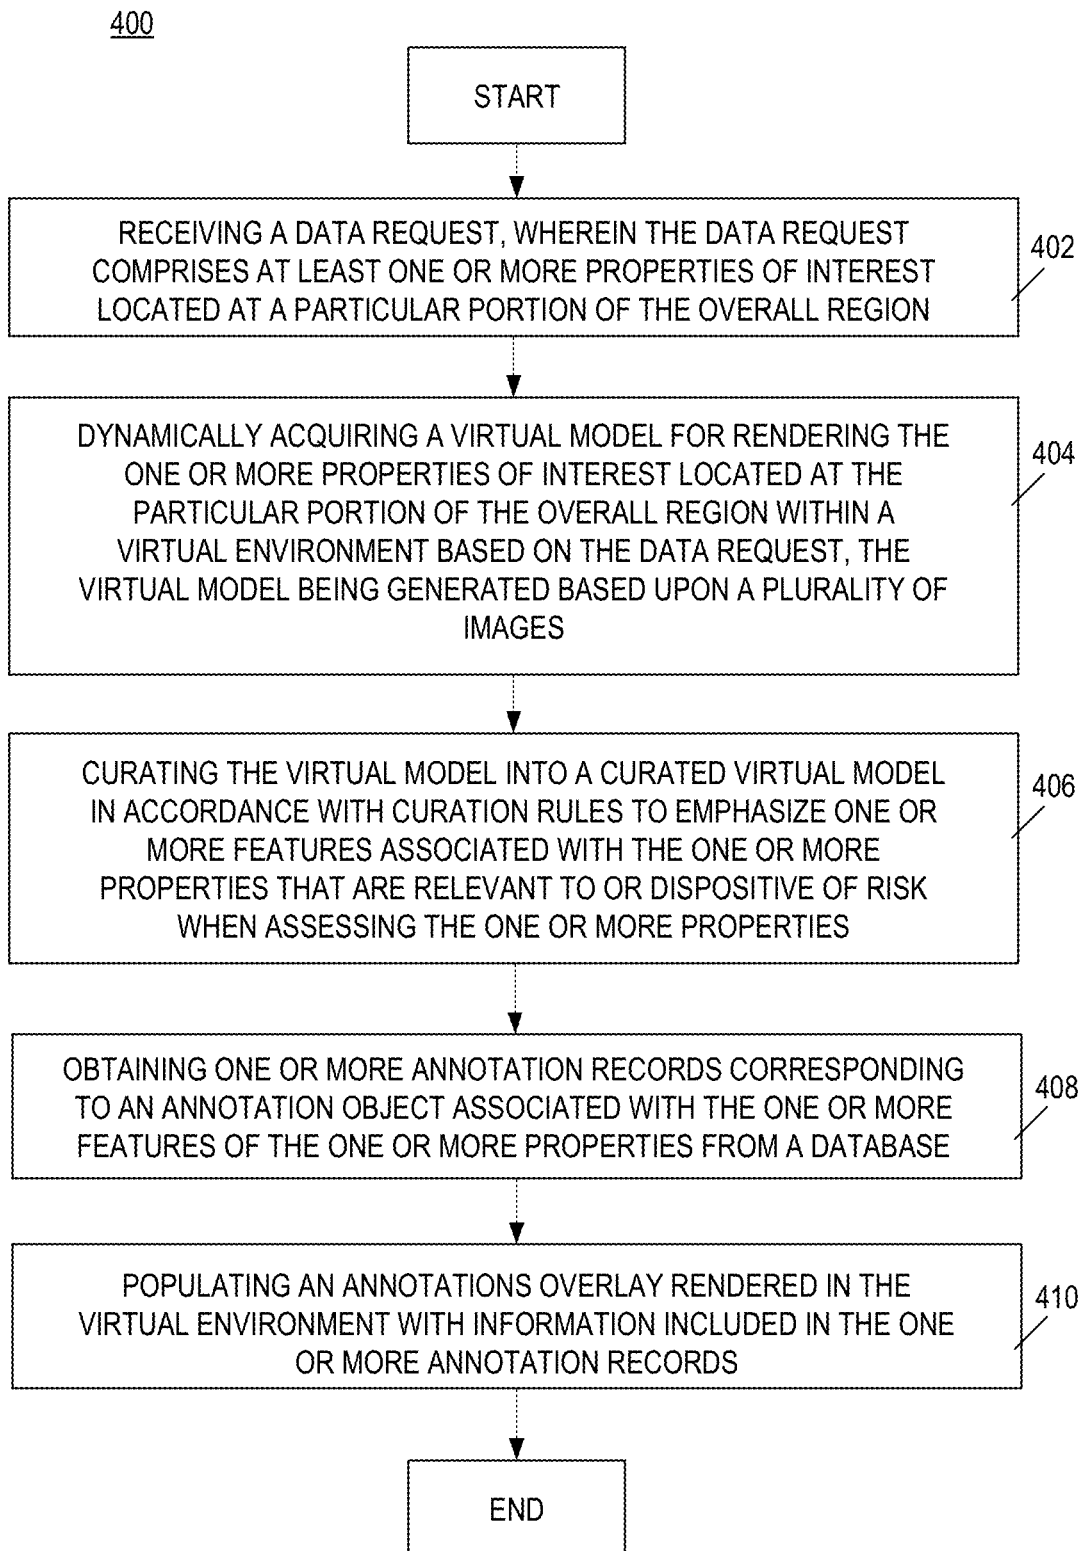 400
START
RECEIVING A DATA REQUEST, WHEREIN THE DATA REQUEST
COMPRISES AT LEAST ONE OR MORE PROPERTIES OF INTEREST
LOCATED AT A PARTICULAR PORTION OF THE OVERALL REGION
402
DYNAMICALLY ACQUIRING A VIRTUAL MODEL FOR RENDERING THE
ONE OR MORE PROPERTIES OF INTEREST LOCATED AT THE
PARTICULAR PORTION OF THE OVERALL REGION WITHIN A
VIRTUAL ENVIRONMENT BASED ON THE DATA REQUEST, THE
VIRTUAL MODEL BEING GENERATED BASED UPON A PLURALITY OF
IMAGES
404
CURATING THE VIRTUAL MODEL INTO A CURATED VIRTUAL MODEL
IN ACCORDANCE WITH CURATION RULES TO EMPHASIZE ONE OR
MORE FEATURES ASSOCIATED WITH THE ONE OR MORE
PROPERTIES THAT ARE RELEVANT TO OR DISPOSITIVE OF RISK
WHEN ASSESSING THE ONE OR MORE PROPERTIES
406
OBTAINING ONE OR MORE ANNOTATION RECORDS CORRESPONDING
TO AN ANNOTATION OBJECT ASSOCIATED WITH THE ONE OR MORE
FEATURES OF THE ONE OR MORE PROPERTIES FROM A DATABASE
408
POPULATING AN ANNOTATIONS OVERLAY RENDERED IN THE
VIRTUAL ENVIRONMENT WITH INFORMATION INCLUDED IN THE ONE
OR MORE ANNOTATION RECORDS
410
END